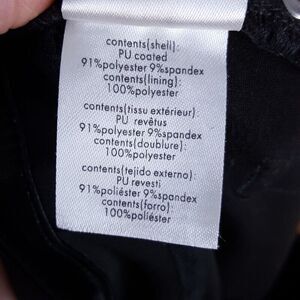 contents(shell):
PU coated
91%polyester 9%spandex
contents(lining):
100%polyester
contents(tissu extérieur)
PU revêtus
91%polyester 9%spandex
contents(doublure):
100%polyester
contents(tejido externo):
PU revesti
91%poliéster 9%spandex
contents(forro):
100%poliéster